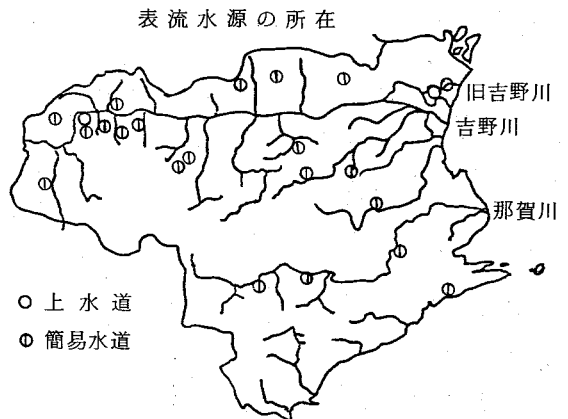 表流水源の所在
旧吉野川
吉野川
那賀川
上水道
簡易水道